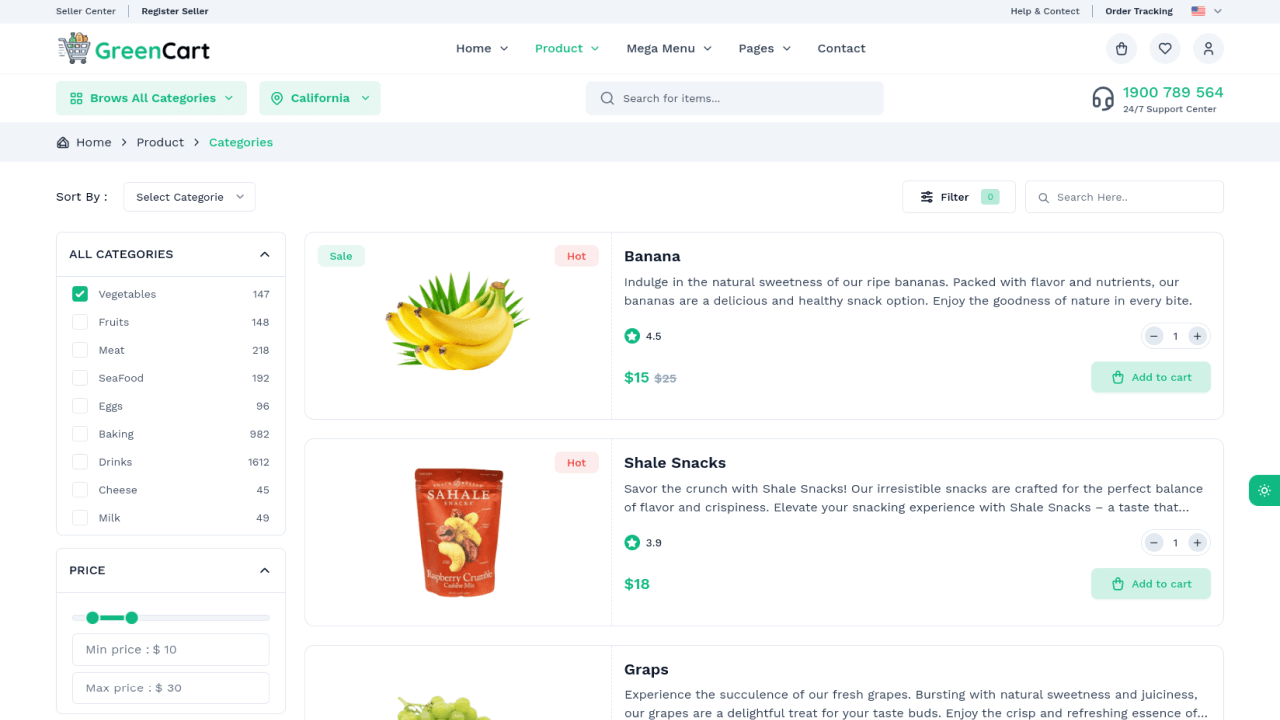 Seller Center
Register Seller
Help & Contect
Order Tracking
GreenCart
Home
Product
Mega Menu
Pages
Contact
Brows All Categories
California
Search for items...
1900 789 564
24/7 Support Center
Home
Product
Categories
Sort By :
Select Categorie
Filter
0
Search Here..
ALL CATEGORIES
Vegetables 147
Fruits 148
Meat 218
SeaFood 192
Eggs 96
Baking 982
Drinks 1612
Cheese 45
Milk 49
PRICE
Min price : $ 10
Max price : $ 30
Sale
Hot
Banana
Indulge in the natural sweetness of our ripe bananas. Packed with flavor and nutrients, our
bananas are a delicious and healthy snack option. Enjoy the goodness of nature in every bite.
4.5
1
$15 $25
Add to cart
Hot
SAHALE
SNACKS
Raspberry Crumble
Cashew Mix
Shale Snacks
Savor the crunch with Shale Snacks! Our irresistible snacks are crafted for the perfect balance
of flavor and crispiness. Elevate your snacking experience with Shale Snacks – a taste that…
3.9
1
$18
Add to cart
Graps
Experience the succulence of our fresh grapes. Bursting with natural sweetness and juiciness,
our grapes are a delightful treat for your taste buds. Enjoy the crisp and refreshing essence of…